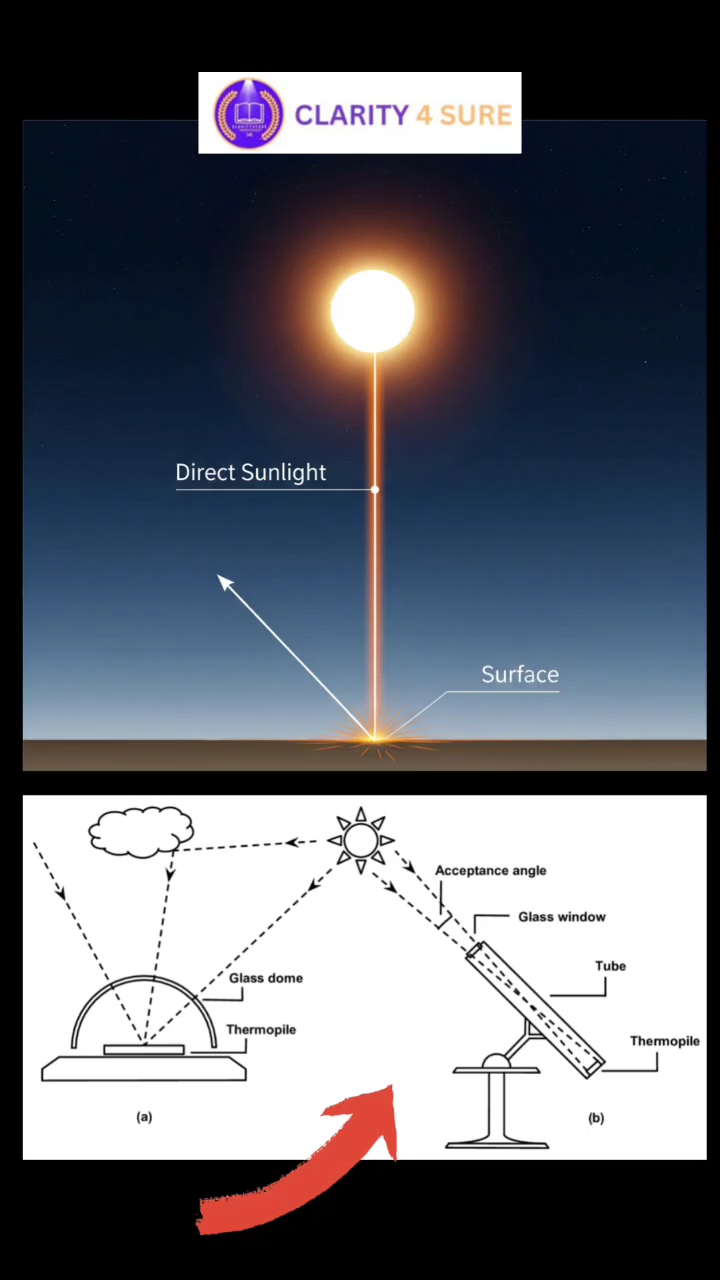 CLARITY 4 SURE
Direct Sunlight
Surface
Acceptance angle
Glass window
Tube
Glass dome
Thermopile
Thermopile
(a)
(b)